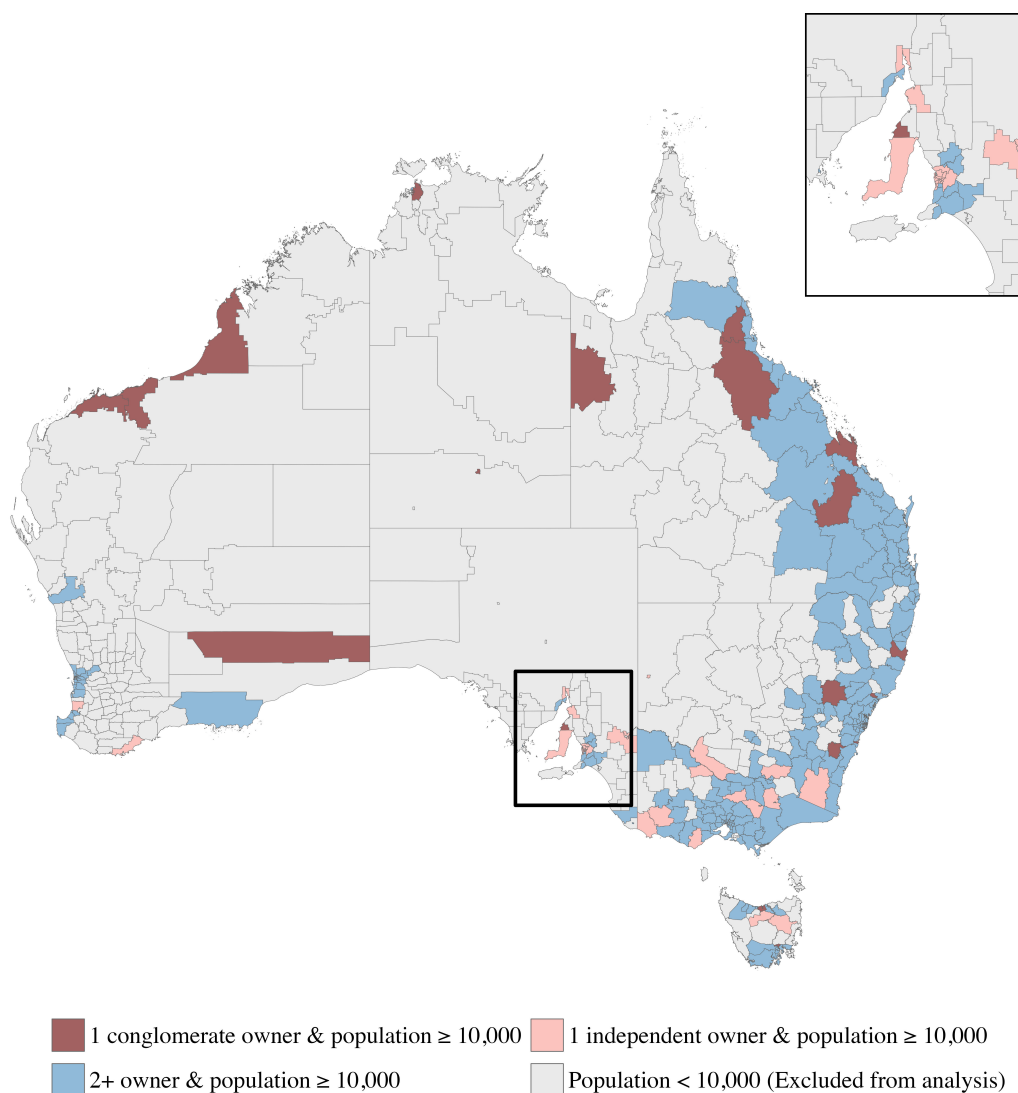 1 conglomerate owner & population ≥ 10,000
1 independent owner & population ≥ 10,000
2+ owner & population ≥ 10,000
Population < 10,000 (Excluded from analysis)